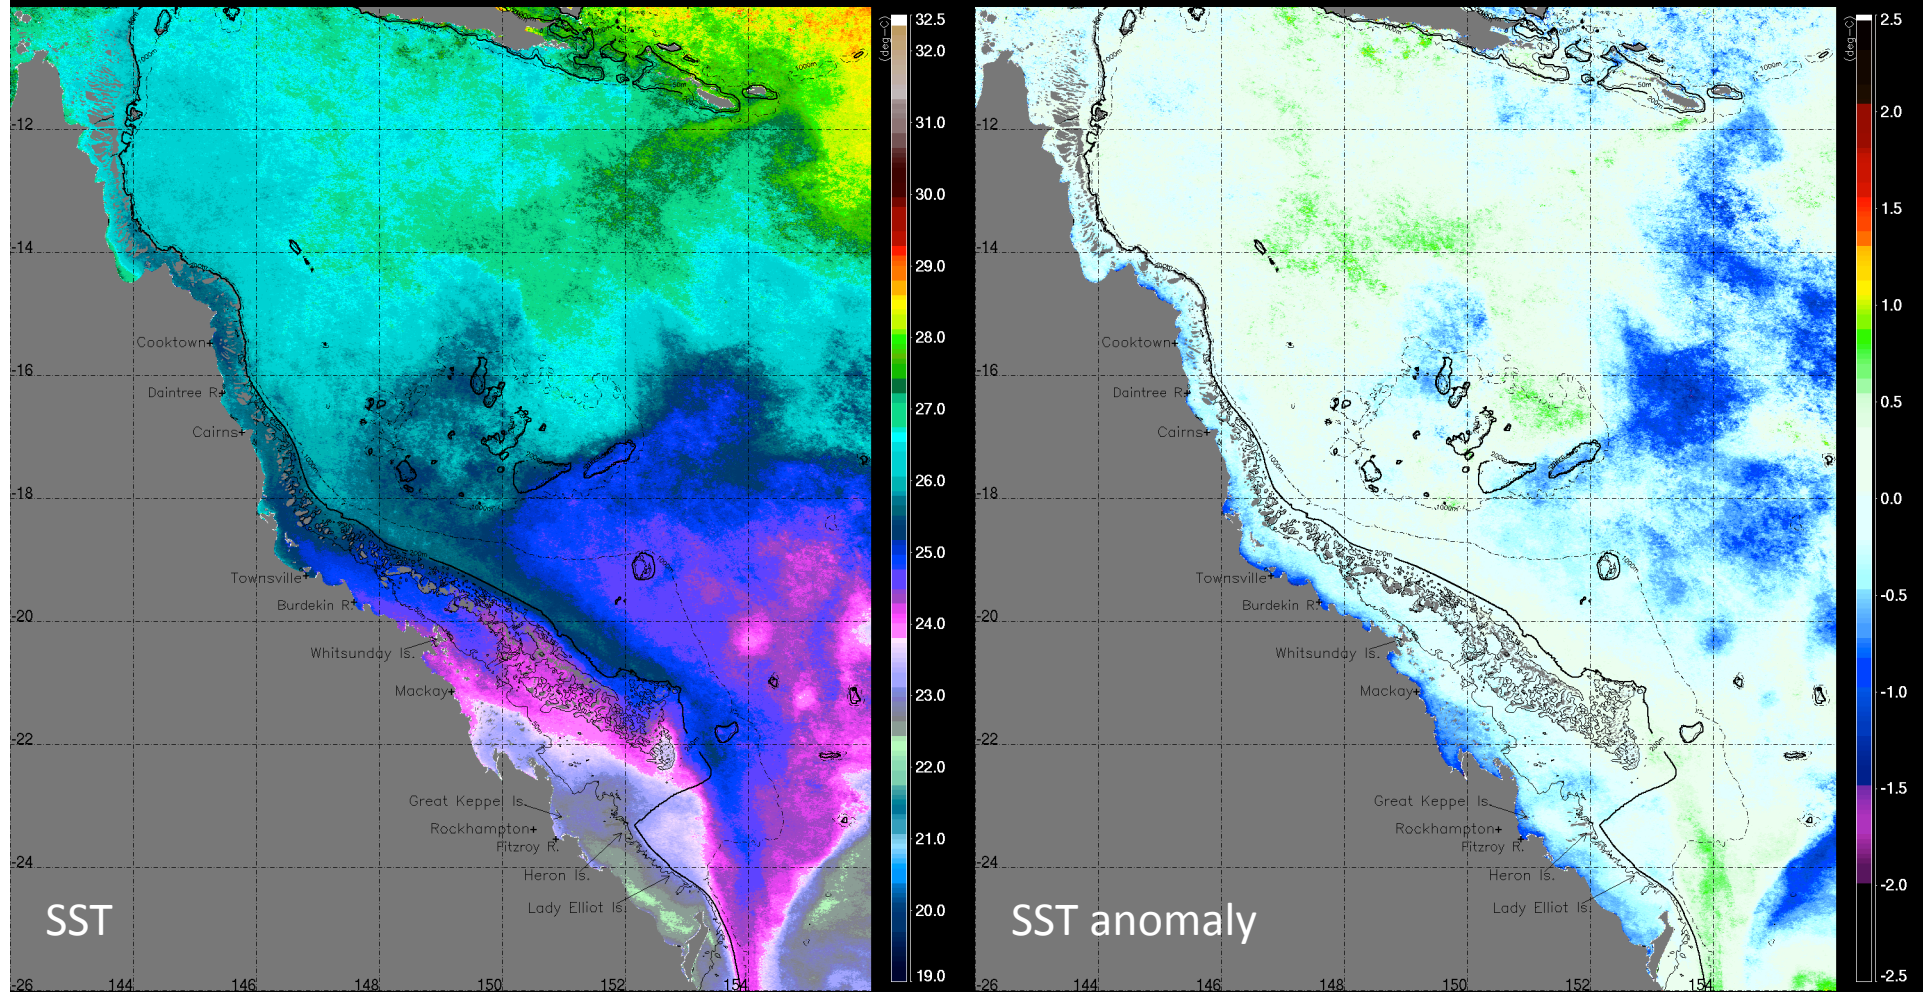 32.5
32.0
31.0
30.0
29.0
28.0
27.0
26.0
25.0
24.0
23.0
22.0
21.0
20.0
19.0
(deg-C)
-12
-14
-16
-18
-20
-22
-24
-26
144
146
148
150
152
154
1000m
50m
200m
Cooktown
Daintree R.
Cairns
Townsville
Burdekin R.
Whitsunday Is.
Mackay
Great Keppel Is.
Rockhampton
Fitzroy R.
Heron Is.
Lady Elliot Is.
SST
2.5
2.0
1.5
1.0
0.5
0.0
-0.5
-1.0
-1.5
-2.0
-2.5
(deg-C)
-12
-14
-16
-18
-20
-22
-24
-26
144
146
148
150
152
154
1000m
50m
200m
Cooktown
Daintree R.
Cairns
Townsville
Burdekin R.
Whitsunday Is.
Mackay
Great Keppel Is.
Rockhampton
Fitzroy R.
Heron Is.
Lady Elliot Is.
SST anomaly